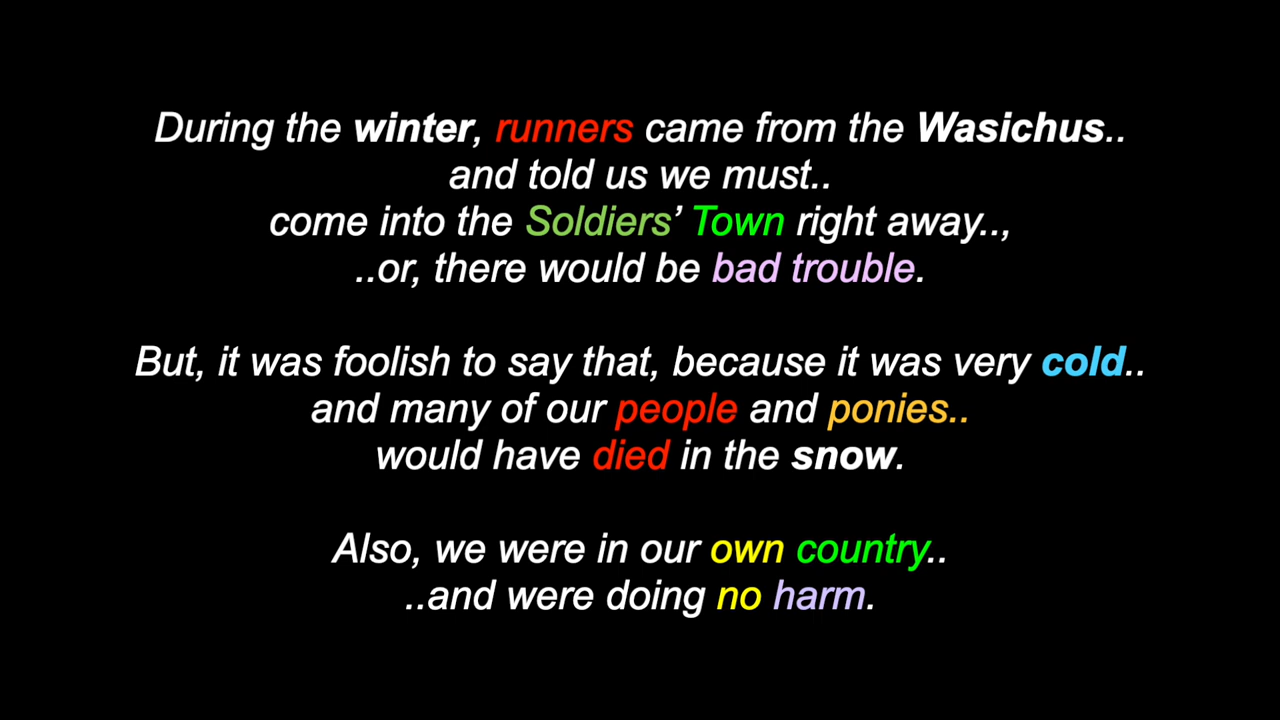 During the winter, runners came from the Wasichus..
and told us we must..
come into the Soldiers’ Town right away..,
..or, there would be bad trouble.
But, it was foolish to say that, because it was very cold..
and many of our people and ponies..
would have died in the snow.
Also, we were in our own country..
..and were doing no harm.